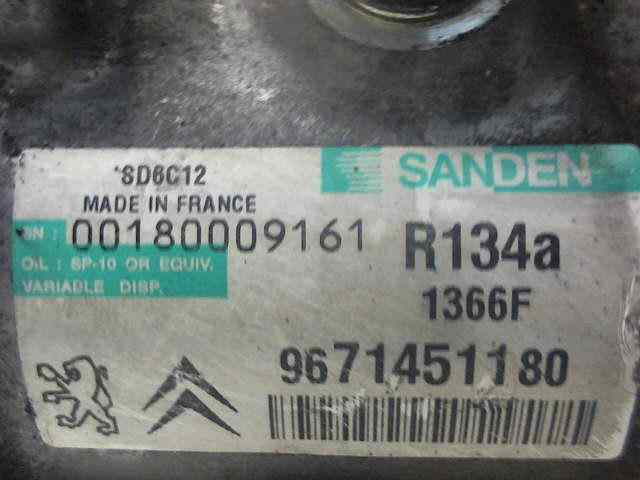 SD6C12
SANDEN
MADE IN FRANCE
SN : 00180009161
R134a
OIL : SP-10 OR EQUIV.
VARIABLE DISP.
1366F
9671451180